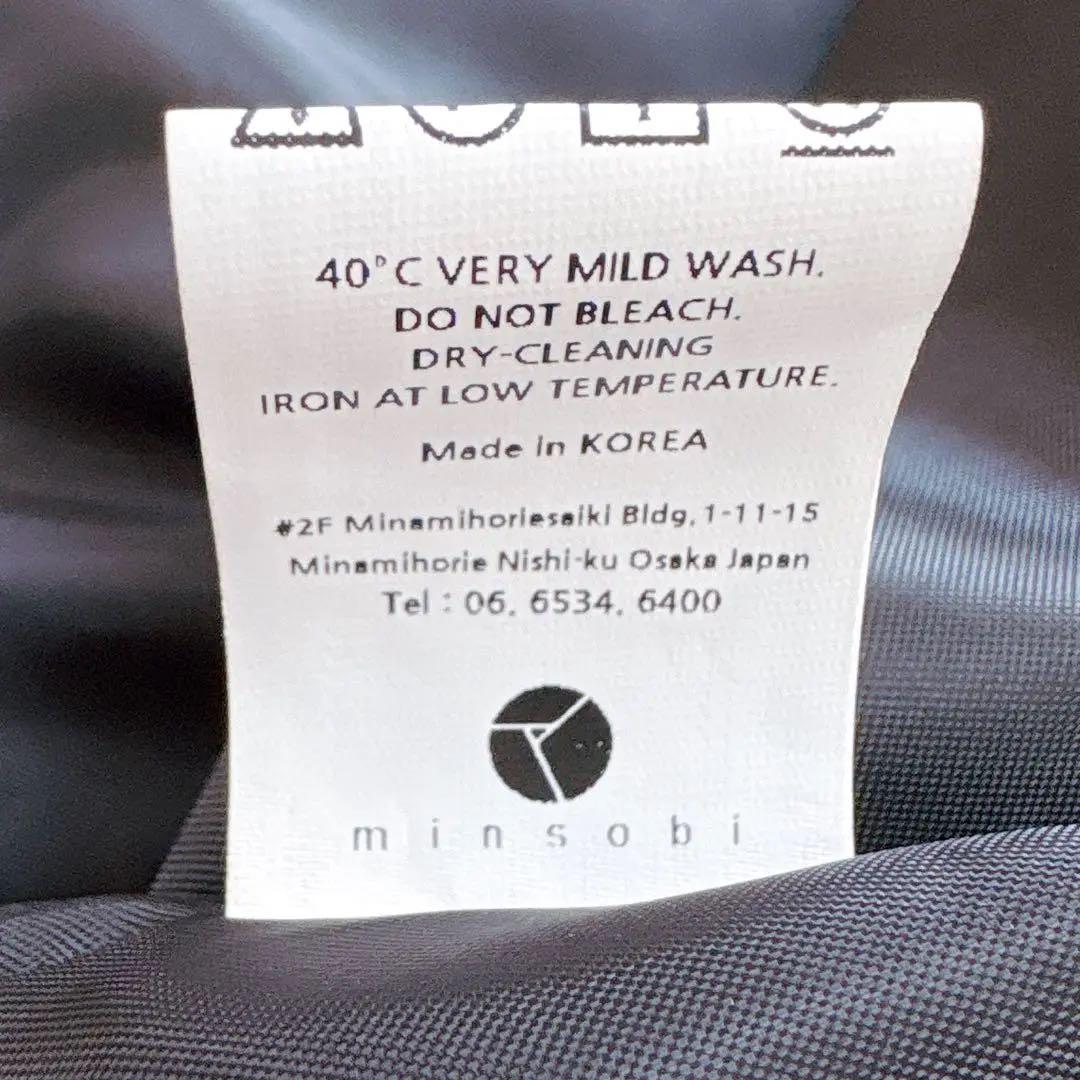 40°C VERY MILD WASH.
DO NOT BLEACH.
DRY-CLEANING
IRON AT LOW TEMPERATURE.
Made in KOREA
#2F Minamihoriesaiki Bldg, 1-11-15
Minamihorie Nishi-ku Osaka Japan
Tel : 06. 6534. 6400
minsobi